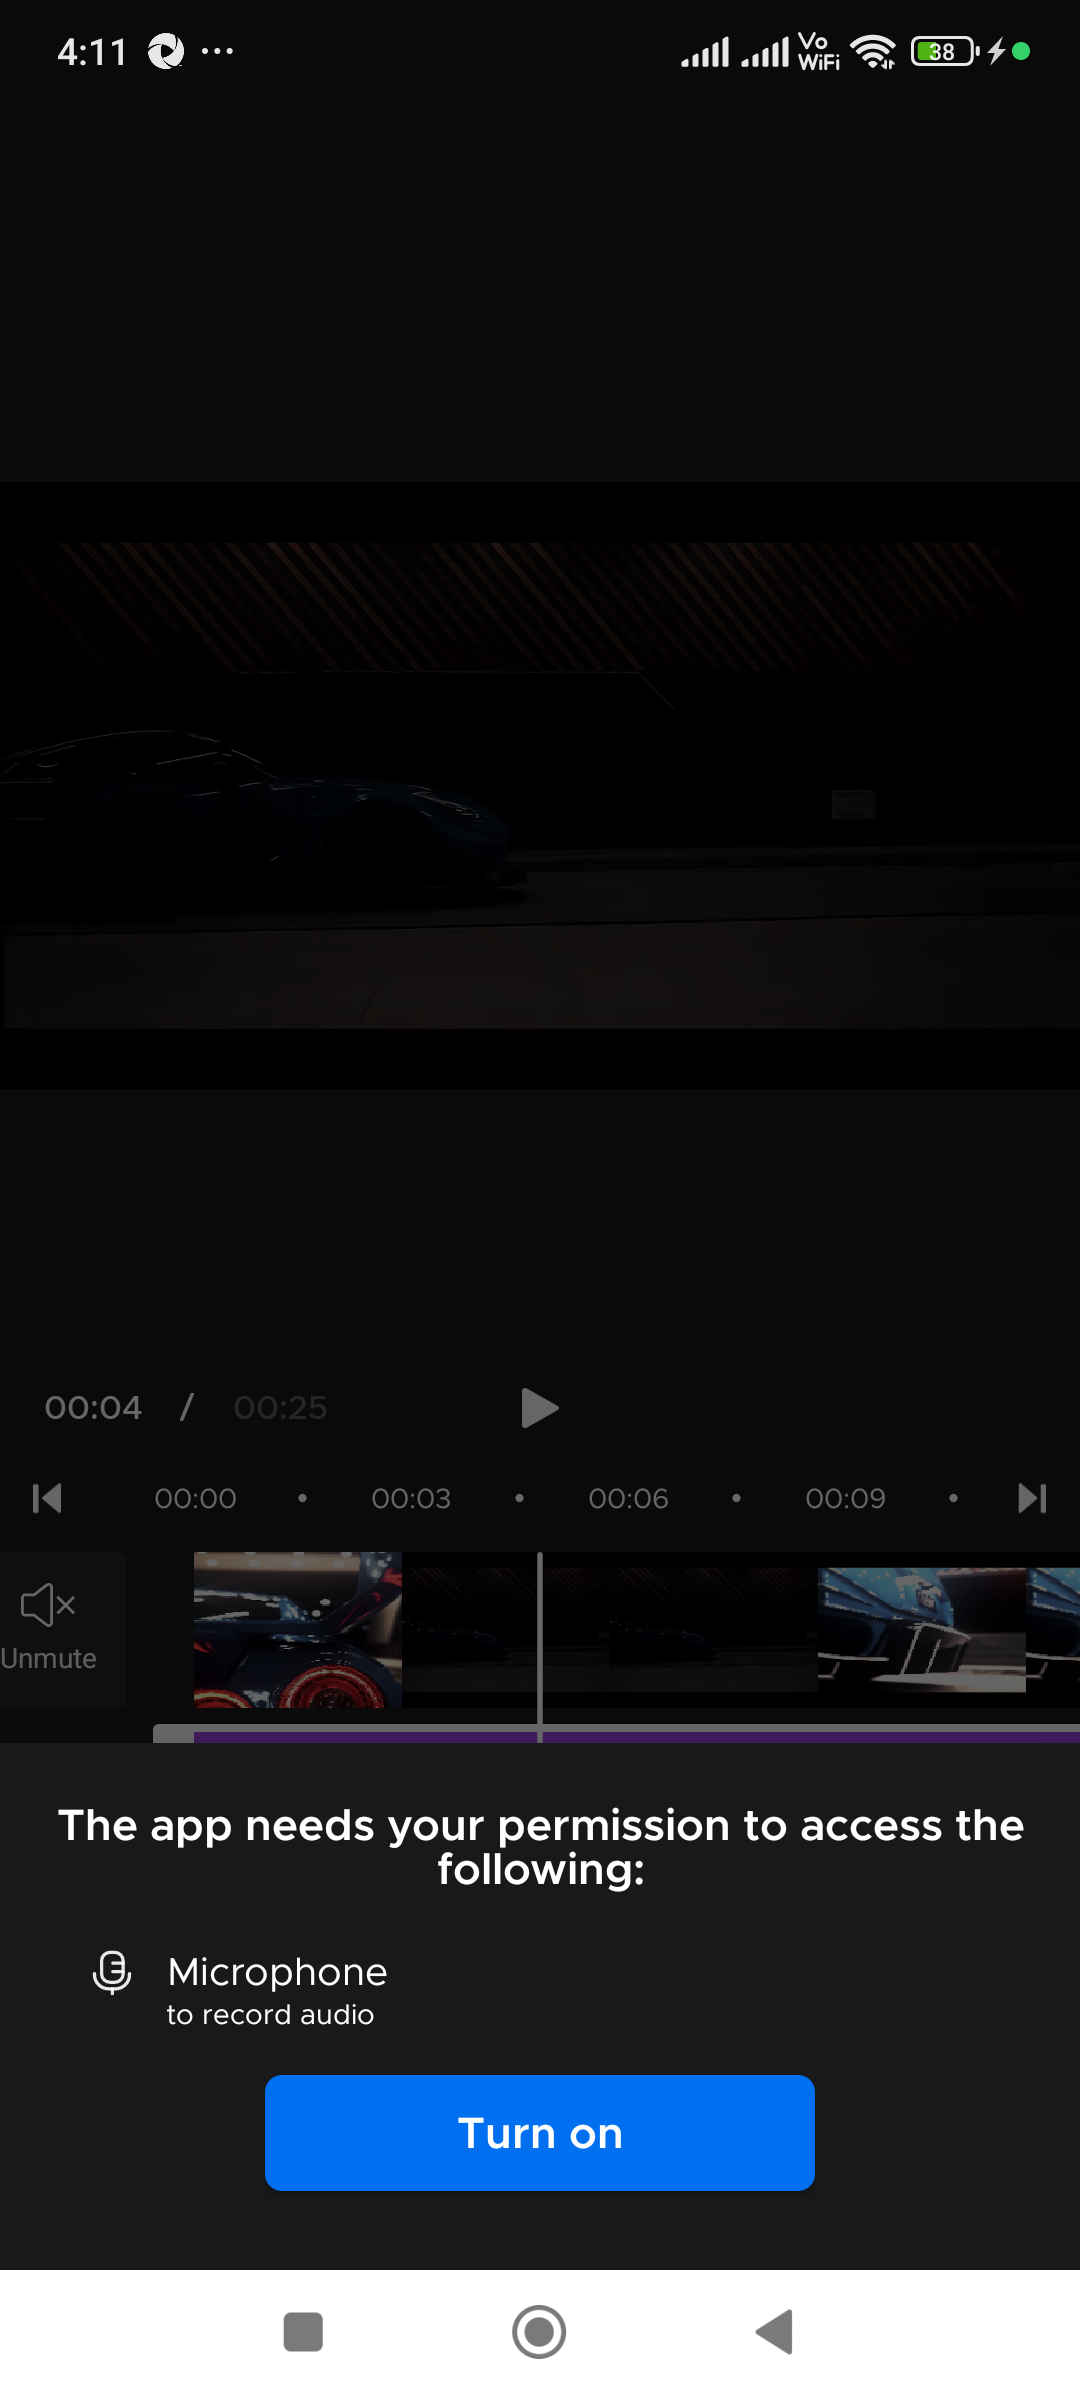 4:11 ... Vo WiFi 38
00:04 / 00:25
00:00 • 00:03 • 00:06 • 00:09 •
Unmute
The app needs your permission to access the
following:
Microphone
to record audio
Turn on